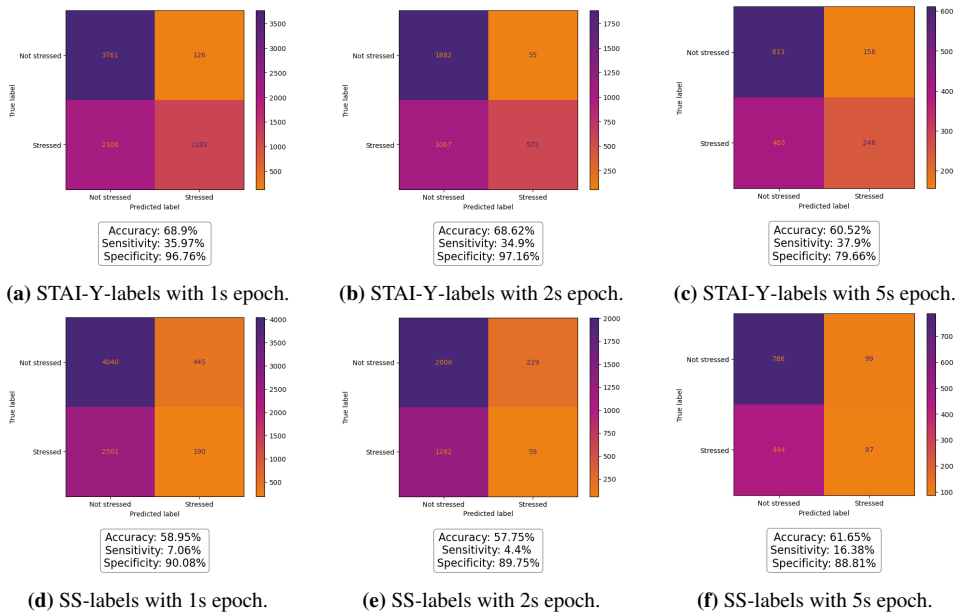 3500
3000
2500
2000
1500
1000
500
True label
Not stressed
Stressed
3761
126
2106
1183
Not stressed
Stressed
Predicted label
Accuracy: 68.9%
Sensitivity: 35.97%
Specificity: 96.76%
(a) STAI-Y-labels with 1s epoch.
1750
1500
1250
1000
750
500
250
True label
Not stressed
Stressed
1882
55
1067
572
Not stressed
Stressed
Predicted label
Accuracy: 68.62%
Sensitivity: 34.9%
Specificity: 97.16%
(b) STAI-Y-labels with 2s epoch.
600
500
400
300
200
True label
Not stressed
Stressed
611
156
403
246
Not stressed
Stressed
Predicted label
Accuracy: 60.52%
Sensitivity: 37.9%
Specificity: 79.66%
(c) STAI-Y-labels with 5s epoch.
4000
3500
3000
2500
2000
1500
1000
500
True label
Not stressed
Stressed
4040
445
2501
190
Not stressed
Stressed
Predicted label
Accuracy: 58.95%
Sensitivity: 7.06%
Specificity: 90.08%
(d) SS-labels with 1s epoch.
2000
1750
1500
1250
1000
750
500
250
True label
Not stressed
Stressed
2006
229
1282
59
Not stressed
Stressed
Predicted label
Accuracy: 57.75%
Sensitivity: 4.4%
Specificity: 89.75%
(e) SS-labels with 2s epoch.
700
600
500
400
300
200
100
True label
Not stressed
Stressed
786
99
444
87
Not stressed
Stressed
Predicted label
Accuracy: 61.65%
Sensitivity: 16.38%
Specificity: 88.81%
(f) SS-labels with 5s epoch.